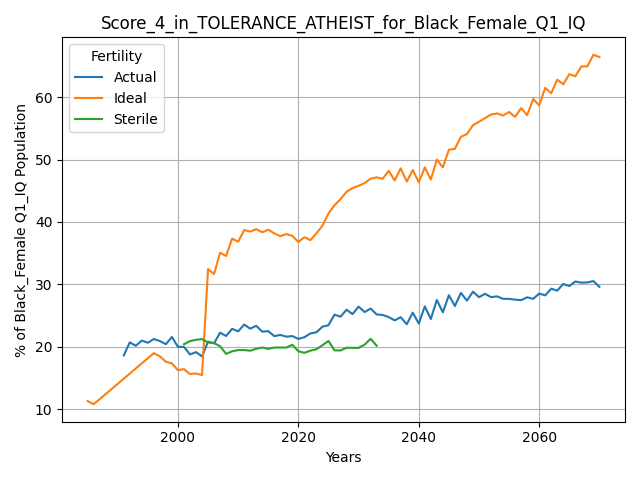 Score_4_in_TOLERANCE_ATHEIST_for_Black_Female_Q1_IQ
Fertility
Actual
Ideal
Sterile
% of Black_Female Q1_IQ Population
60
50
40
30
20
10
2000
2020
2040
2060
Years